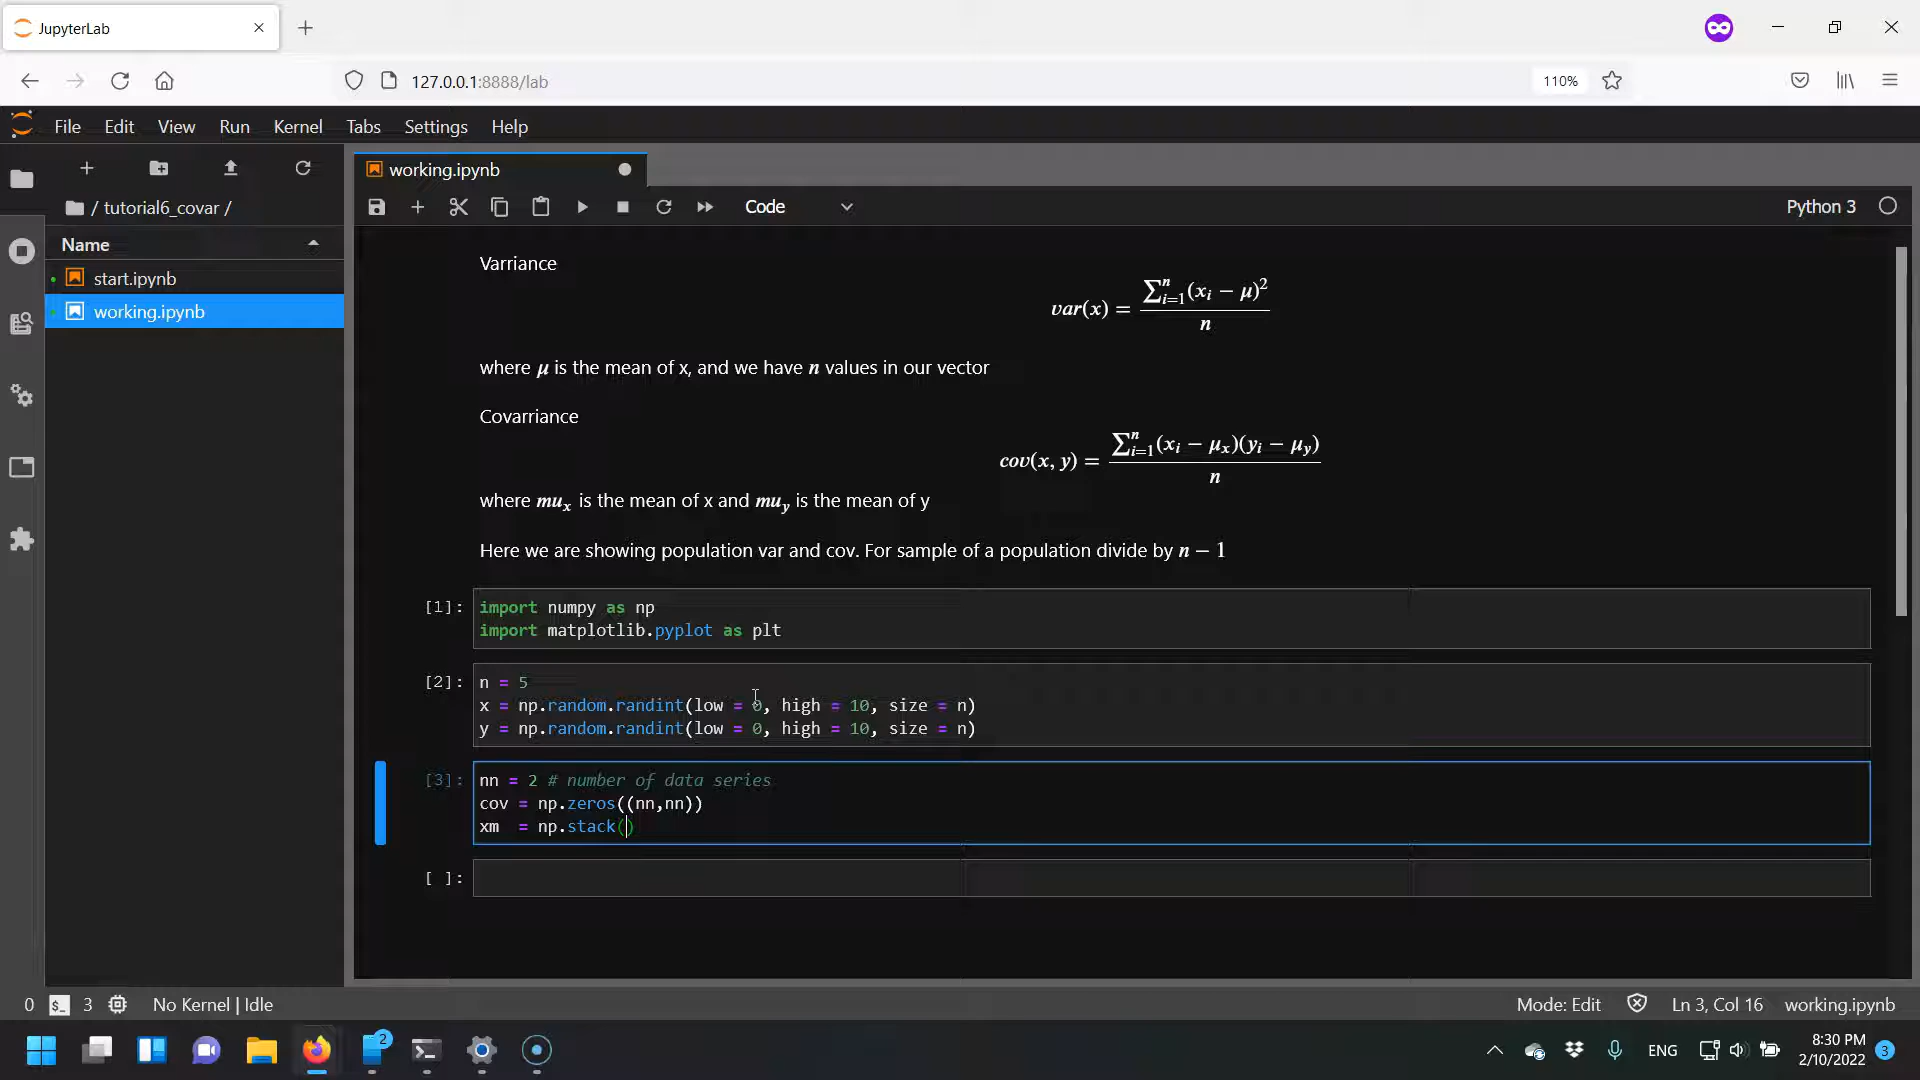 JupyterLab
127.0.0.1:8888/lab
110%
File Edit View Run Kernel Tabs Settings Help
working.ipynb
/ tutorial6_covar /
Code
Python 3
Name
start.ipynb
working.ipynb
Varriance
var(x) = ∑ⁿᵢ₌₁(xᵢ − μ)² / n
where μ is the mean of x, and we have n values in our vector
Covarriance
cov(x, y) = ∑ⁿᵢ₌₁(xᵢ − μₓ)(yᵢ − μ_y) / n
where muₓ is the mean of x and mu_y is the mean of y
Here we are showing population var and cov. For sample of a population divide by n − 1
[1]: import numpy as np
import matplotlib.pyplot as plt
[2]: n = 5
x = np.random.randint(low = 0, high = 10, size = n)
y = np.random.randint(low = 0, high = 10, size = n)
[3]: nn = 2 # number of data series
cov = np.zeros((nn,nn))
xm  = np.stack()
[ ]:
0 $_ 3 No Kernel | Idle
Mode: Edit Ln 3, Col 16 working.ipynb
2
ENG
8:30 PM
2/10/2022
3